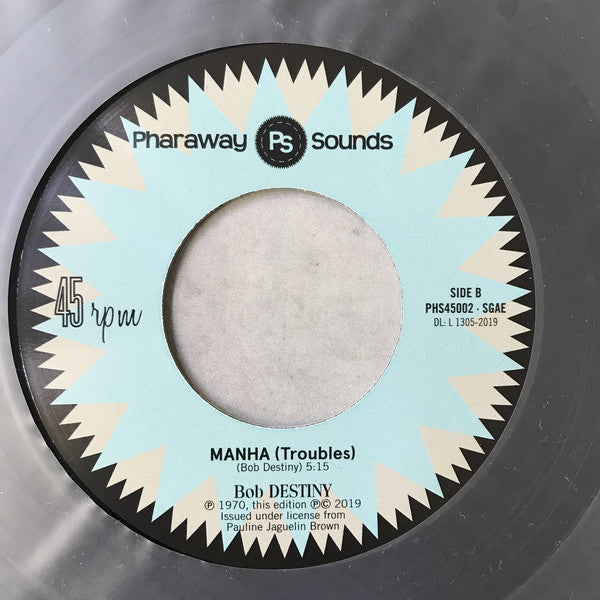 Pharaway PS Sounds
45 rpm
SIDE B
PHS45002 · SGAE
DL: L 1305-2019
MANHA (Troubles)
(Bob Destiny) 5:15
Bob DESTINY
℗ 1970, this edition ℗© 2019
Issued under license from
Pauline Jaguelin Brown